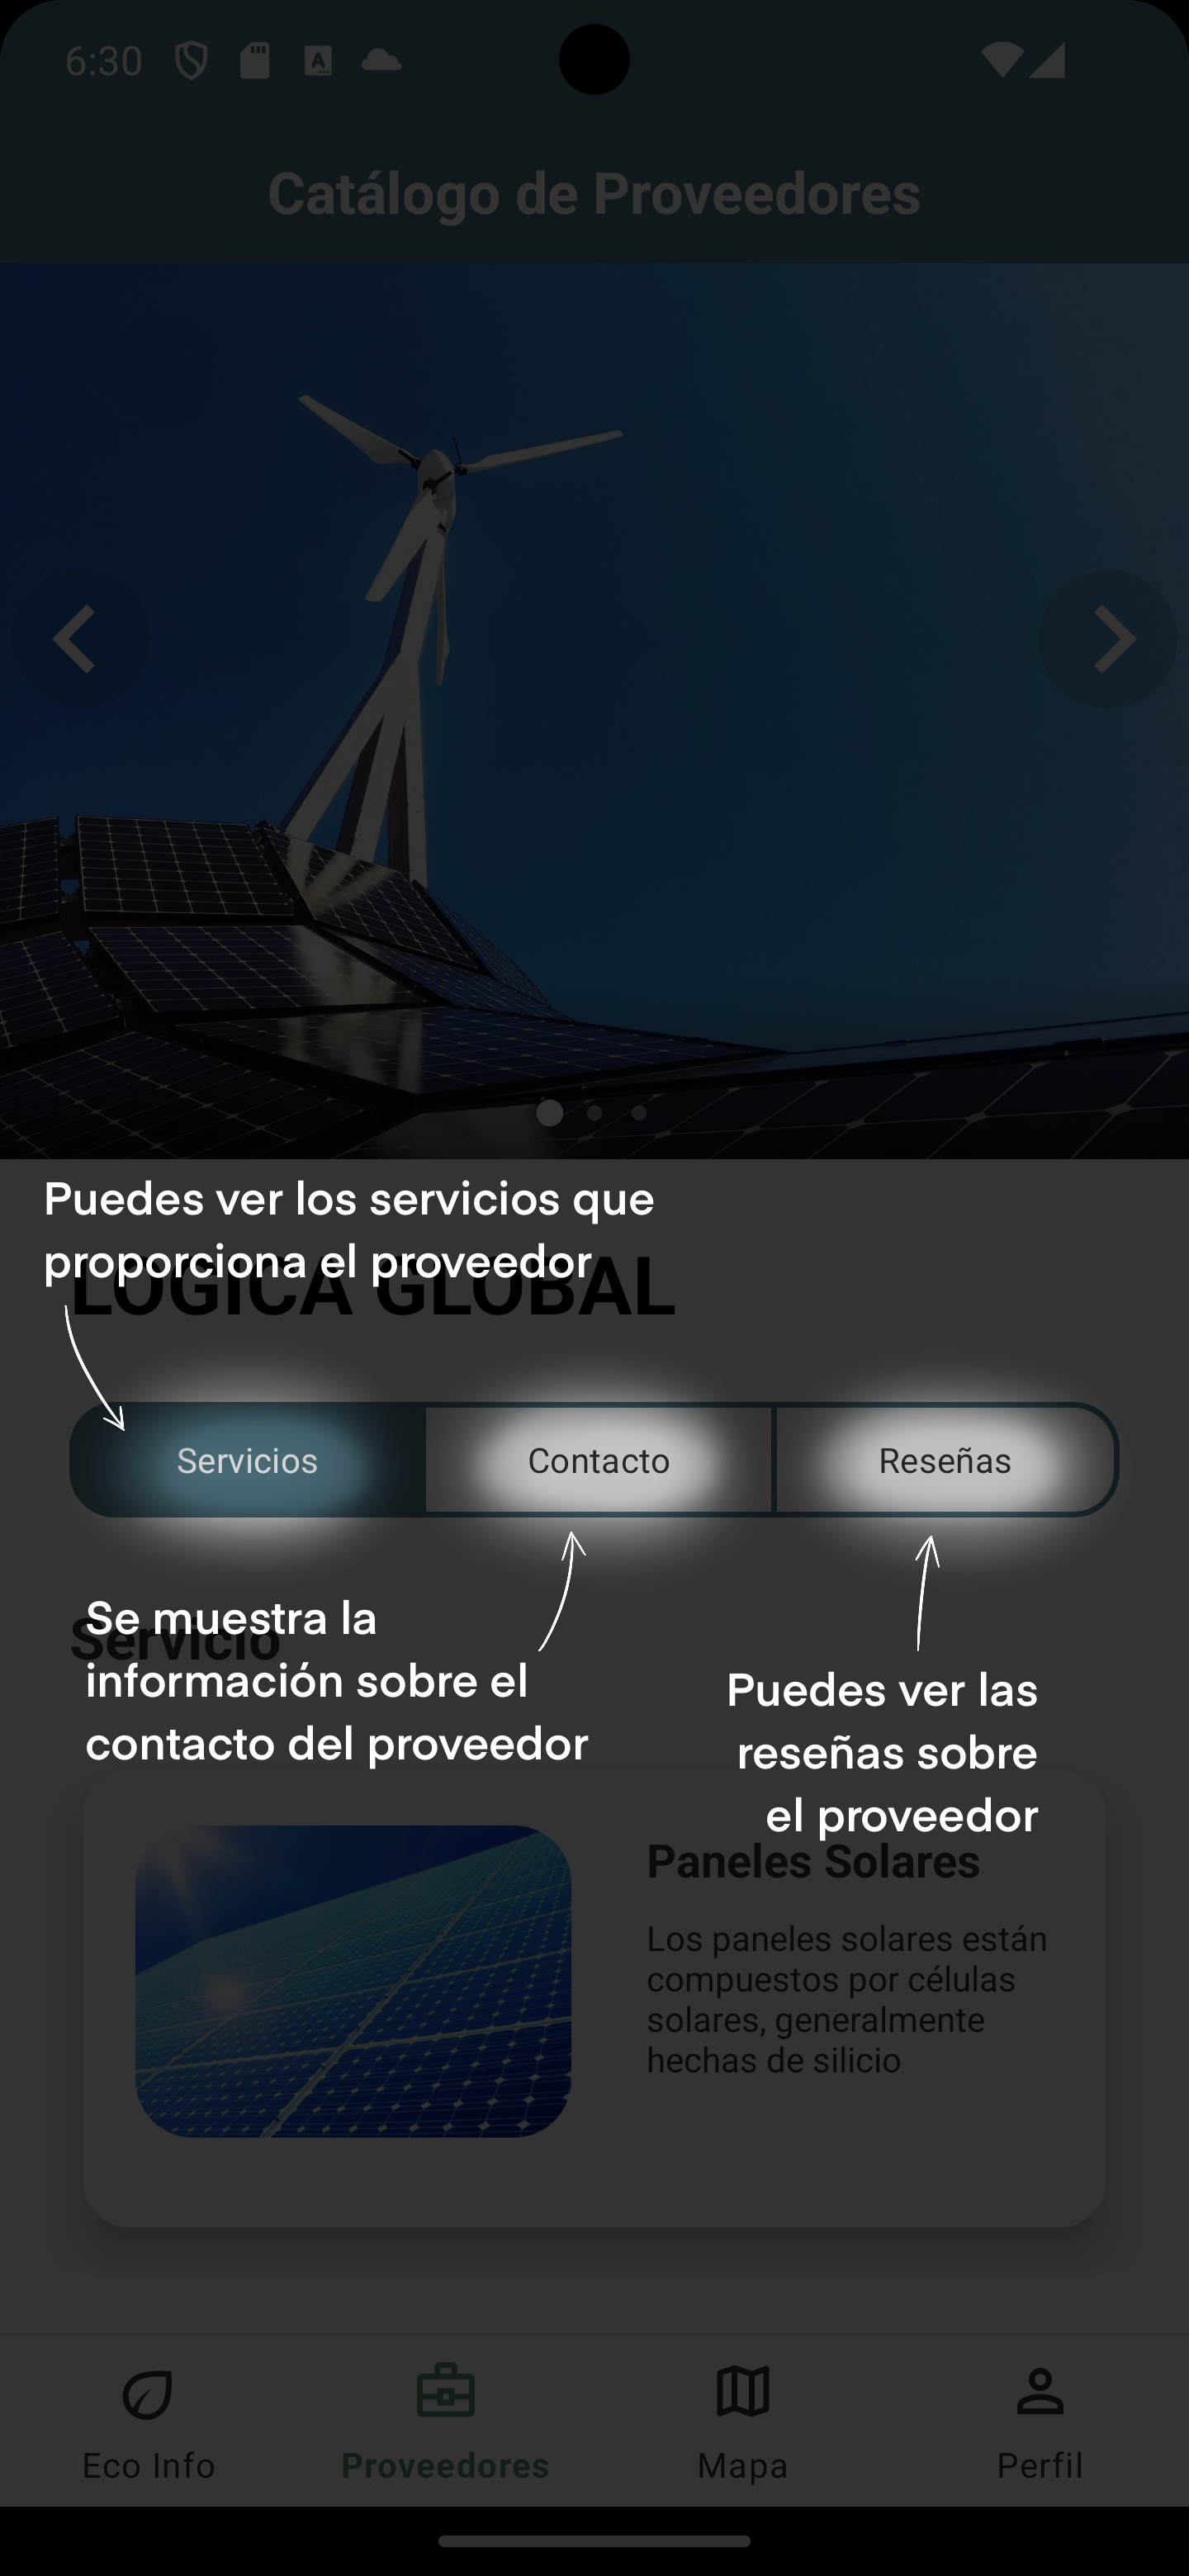 6:30
Catálogo de Proveedores
Puedes ver los servicios que
proporciona el proveedor
LOGICA GLOBAL
Servicios
Contacto
Reseñas
Se muestra la
información sobre el
contacto del proveedor
Servicio
Puedes ver las
reseñas sobre
el proveedor
Paneles Solares
Los paneles solares están
compuestos por células
solares, generalmente
hechas de silicio
Eco Info
Proveedores
Mapa
Perfil